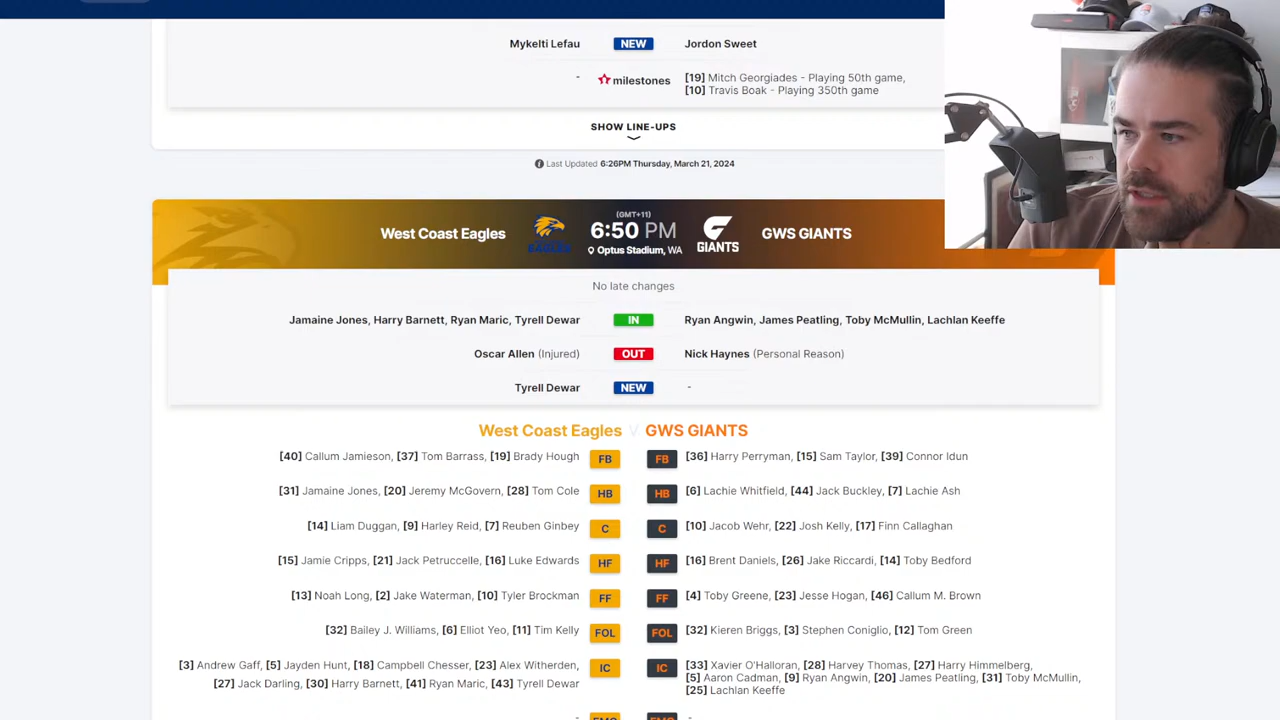 Mykelti Lefau NEW Jordon Sweet
- milestones [19] Mitch Georgiades - Playing 50th game,
[10] Travis Boak - Playing 350th game
SHOW LINE-UPS
Last Updated 6:26PM Thursday, March 21, 2024
(GMT+11)
West Coast Eagles EAGLES 6:50 PM GIANTS GWS GIANTS
Optus Stadium, WA
No late changes
Jamaine Jones, Harry Barnett, Ryan Maric, Tyrell Dewar IN Ryan Angwin, James Peatling, Toby McMullin, Lachlan Keeffe
Oscar Allen (Injured) OUT Nick Haynes (Personal Reason)
Tyrell Dewar NEW -
West Coast Eagles V GWS GIANTS
[40] Callum Jamieson, [37] Tom Barrass, [19] Brady Hough FB FB [36] Harry Perryman, [15] Sam Taylor, [39] Connor Idun
[31] Jamaine Jones, [20] Jeremy McGovern, [28] Tom Cole HB HB [6] Lachie Whitfield, [44] Jack Buckley, [7] Lachie Ash
[14] Liam Duggan, [9] Harley Reid, [7] Reuben Ginbey C C [10] Jacob Wehr, [22] Josh Kelly, [17] Finn Callaghan
[15] Jamie Cripps, [21] Jack Petruccelle, [16] Luke Edwards HF HF [16] Brent Daniels, [26] Jake Riccardi, [14] Toby Bedford
[13] Noah Long, [2] Jake Waterman, [10] Tyler Brockman FF FF [4] Toby Greene, [23] Jesse Hogan, [46] Callum M. Brown
[32] Bailey J. Williams, [6] Elliot Yeo, [11] Tim Kelly FOL FOL [32] Kieren Briggs, [3] Stephen Coniglio, [12] Tom Green
[3] Andrew Gaff, [5] Jayden Hunt, [18] Campbell Chesser, [23] Alex Witherden, IC IC [33] Xavier O'Halloran, [28] Harvey Thomas, [27] Harry Himmelberg,
[27] Jack Darling, [30] Harry Barnett, [41] Ryan Maric, [43] Tyrell Dewar [5] Aaron Cadman, [9] Ryan Angwin, [20] James Peatling, [31] Toby McMullin,
[25] Lachlan Keeffe
- EMG EMG -